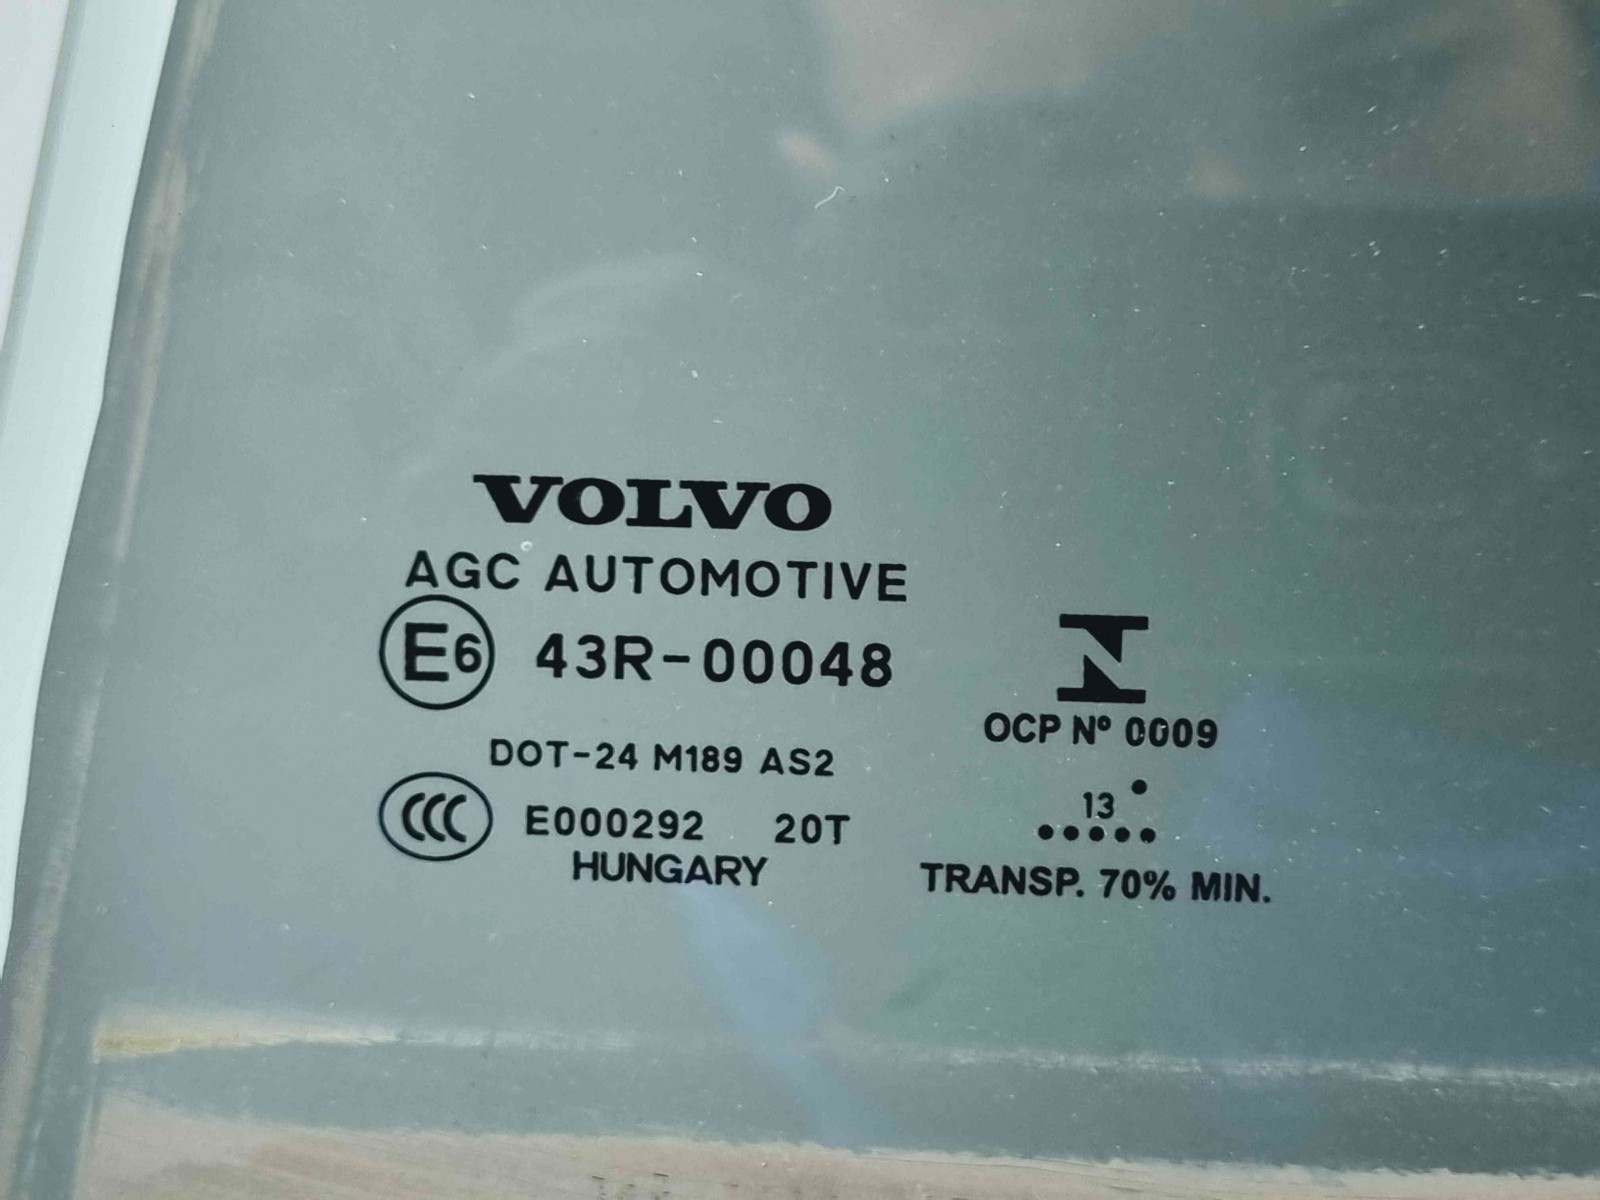 VOLVO
AGC AUTOMOTIVE
E6 43R-00048
DOT-24 M189 AS2
CCC E000292 20T
HUNGARY
N
OCP Nº 0009
13
TRANSP. 70% MIN.